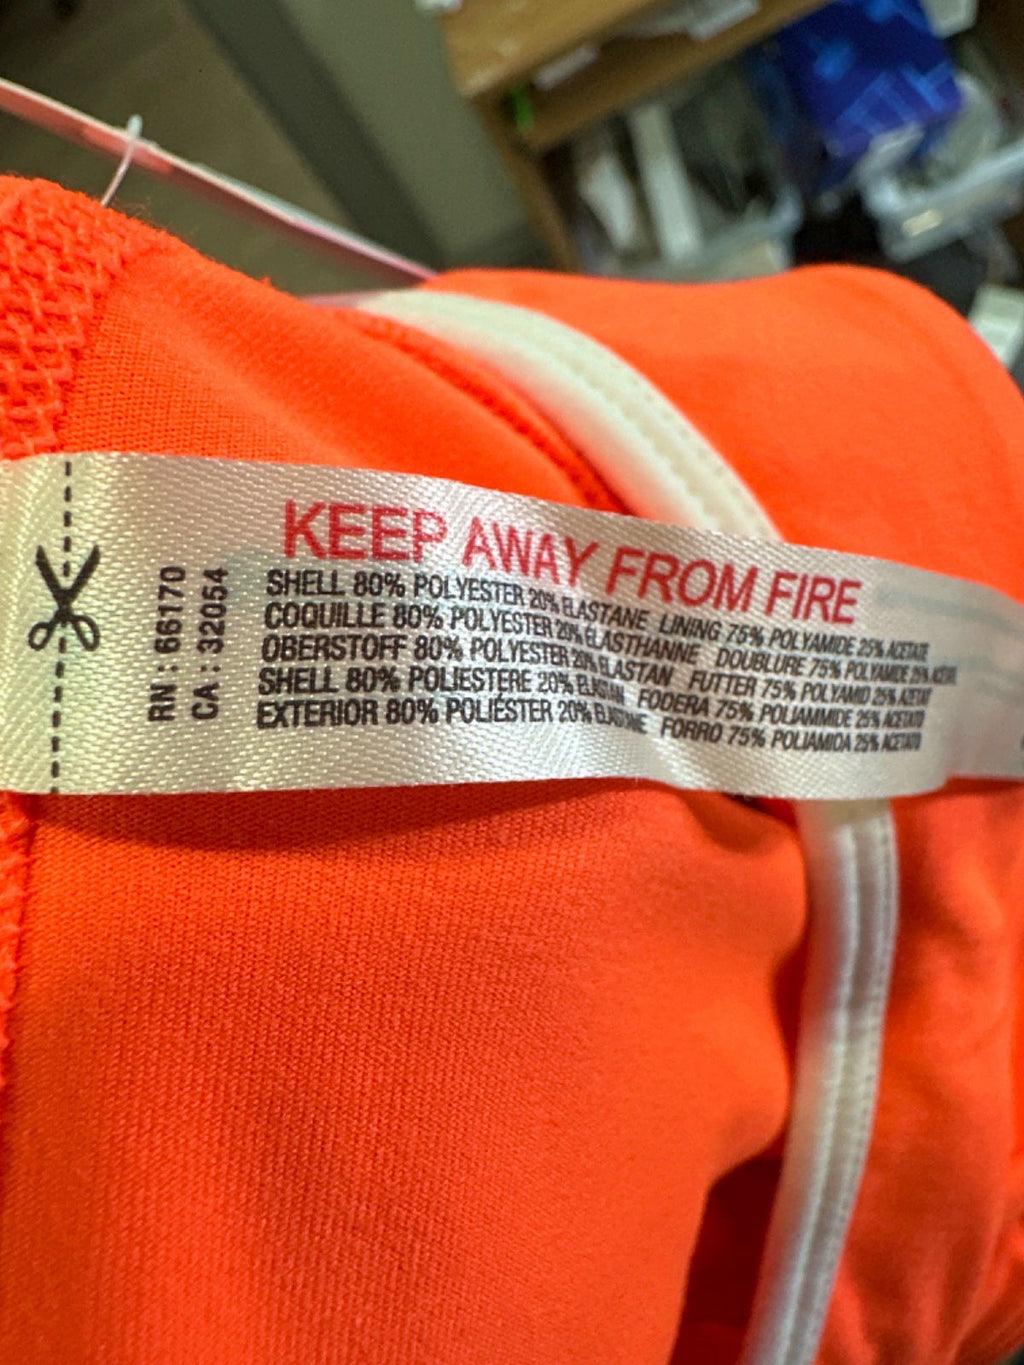 KEEP AWAY FROM FIRE
SHELL 80% POLYESTER 20% ELASTANE LINING 75% POLYAMIDE 25% ACETATE
COQUILLE 80% POLYESTER 20% ELASTHANNE DOUBLURE 75% POLYAMIDE 25% ACÉTATE
OBERSTOFF 80% POLYESTER 20% ELASTAN FUTTER 75% POLYAMID 25% ACETAT
SHELL 80% POLIESTERE 20% ELASTAN FODERA 75% POLIAMMIDE 25% ACETATO
EXTERIOR 80% POLIÉSTER 20% ELASTANE FORRO 75% POLIAMIDA 25% ACETATO
RN : 66170
CA : 32054